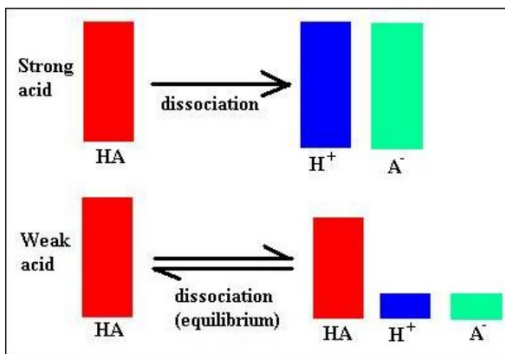 Strong
acid
dissociation
HA
H+
A-
Weak
acid
dissociation
(equilibrium)
HA
HA
H+
A-